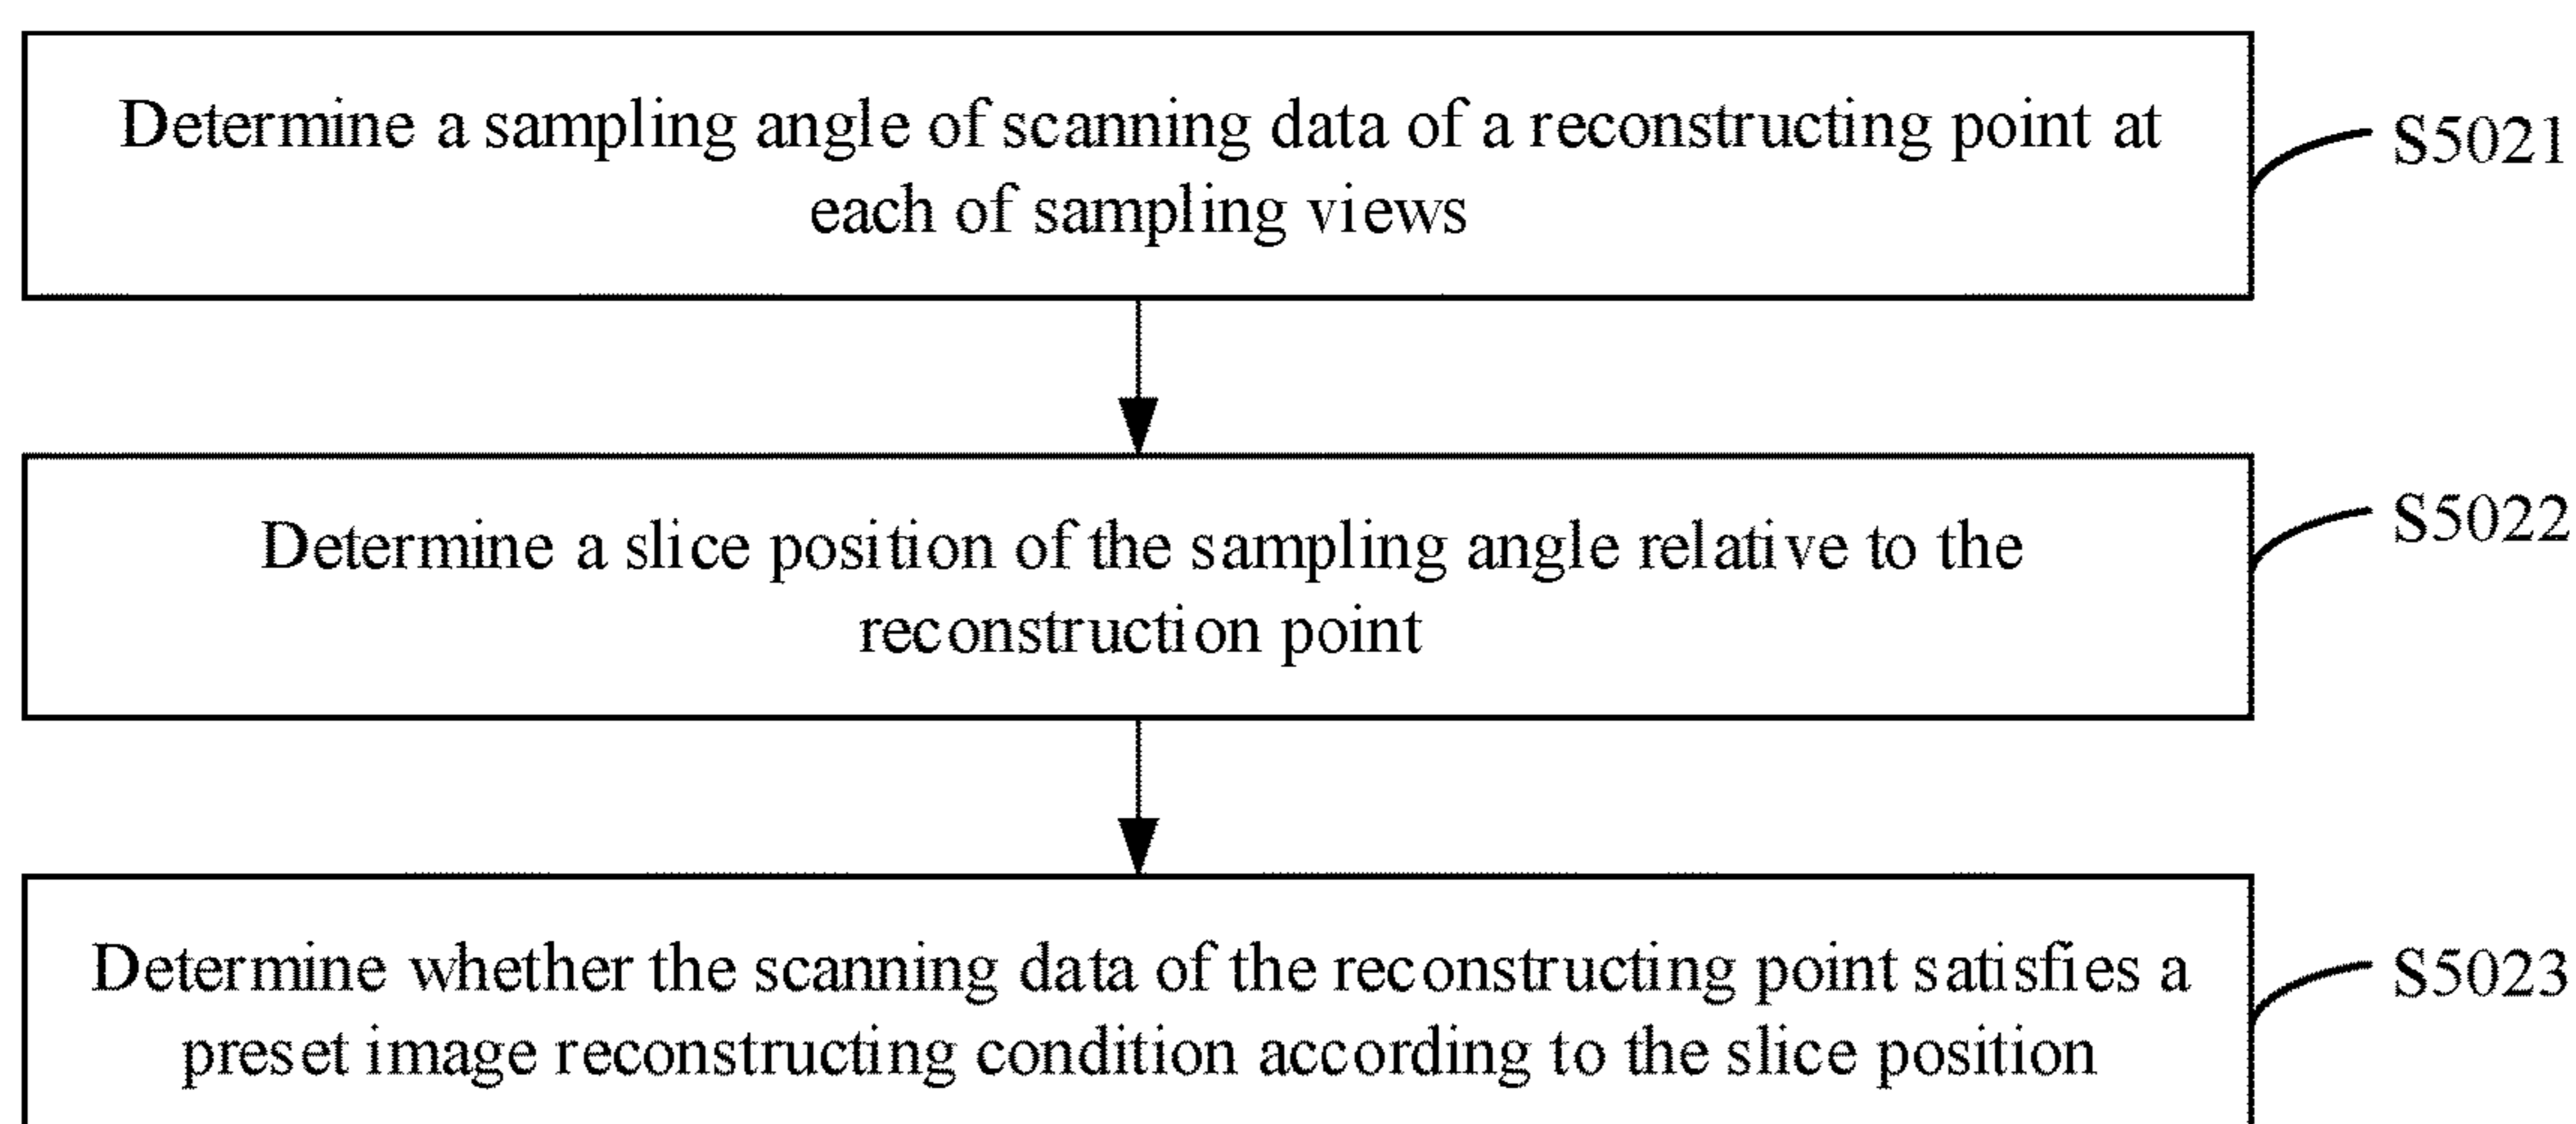 Determine a sampling angle of scanning data of a reconstructing point at
each of sampling views
S5021
Determine a slice position of the sampling angle relative to the
reconstruction point
S5022
Determine whether the scanning data of the reconstructing point satisfies a
preset image reconstructing condition according to the slice position
S5023